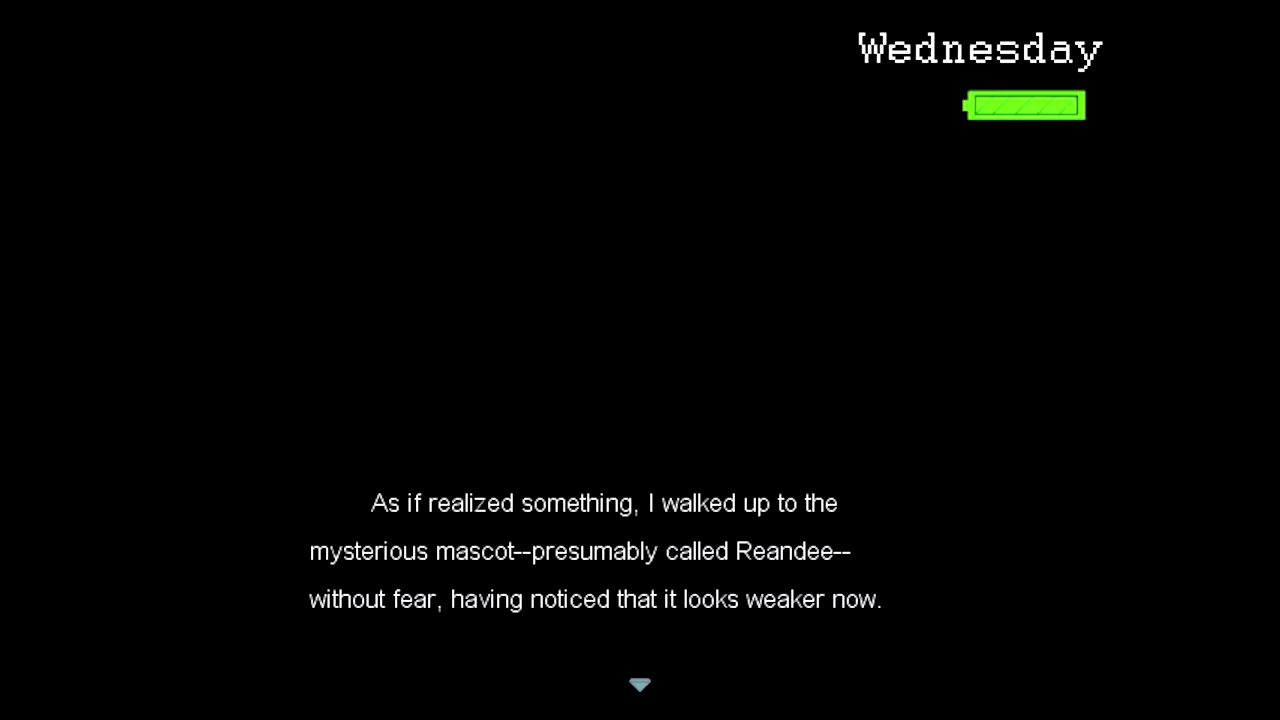 Wednesday
As if realized something, I walked up to the
mysterious mascot--presumably called Reandee--
without fear, having noticed that it looks weaker now.